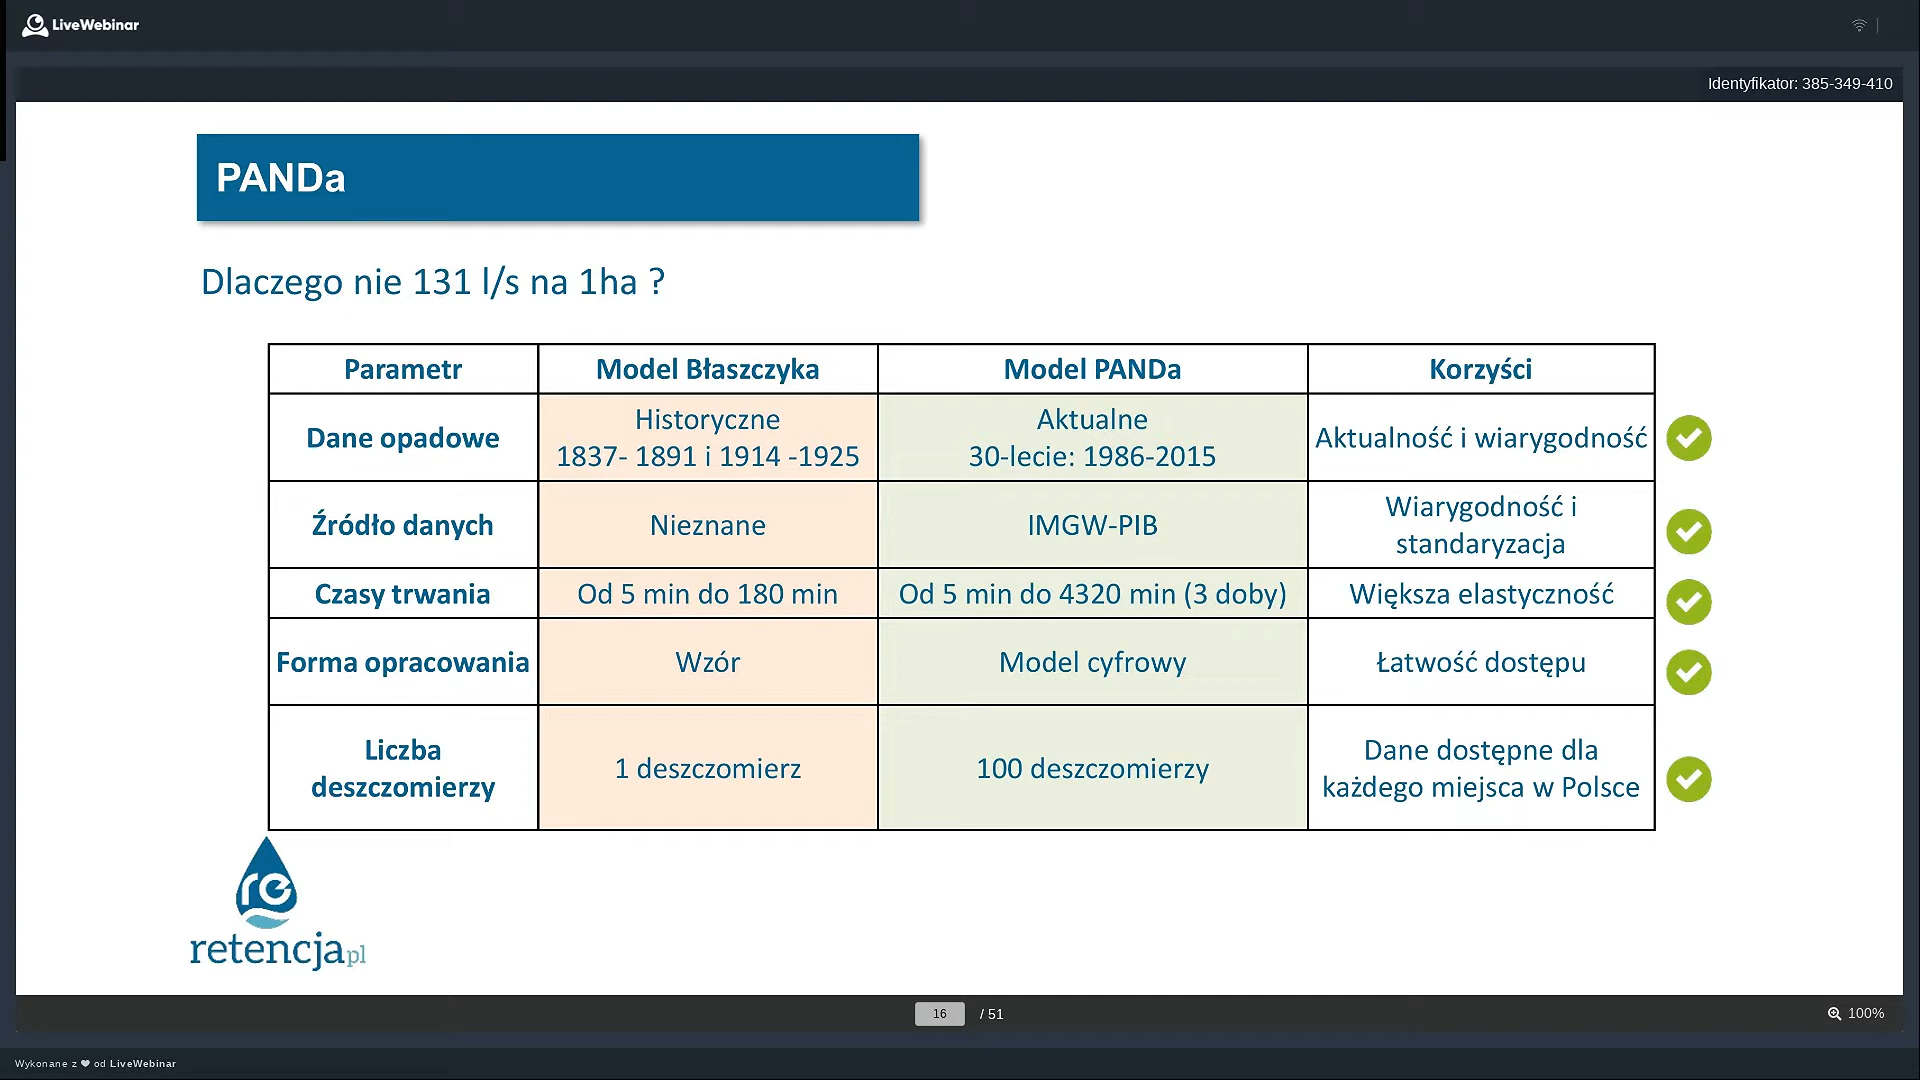 LiveWebinar
Identyfikator: 385-349-410
PANDa
Dlaczego nie 131 l/s na 1ha ?
Parametr
Model Błaszczyka
Model PANDa
Korzyści
Dane opadowe
Historyczne
1837- 1891 i 1914 -1925
Aktualne
30-lecie: 1986-2015
Aktualność i wiarygodność
Źródło danych
Nieznane
IMGW-PIB
Wiarygodność i
standaryzacja
Czasy trwania
Od 5 min do 180 min
Od 5 min do 4320 min (3 doby)
Większa elastyczność
Forma opracowania
Wzór
Model cyfrowy
Łatwość dostępu
Liczba
deszczomierzy
1 deszczomierz
100 deszczomierzy
Dane dostępne dla
każdego miejsca w Polsce
re
retencjapl
16 / 51
100%
Wykonane z ❤ od LiveWebinar